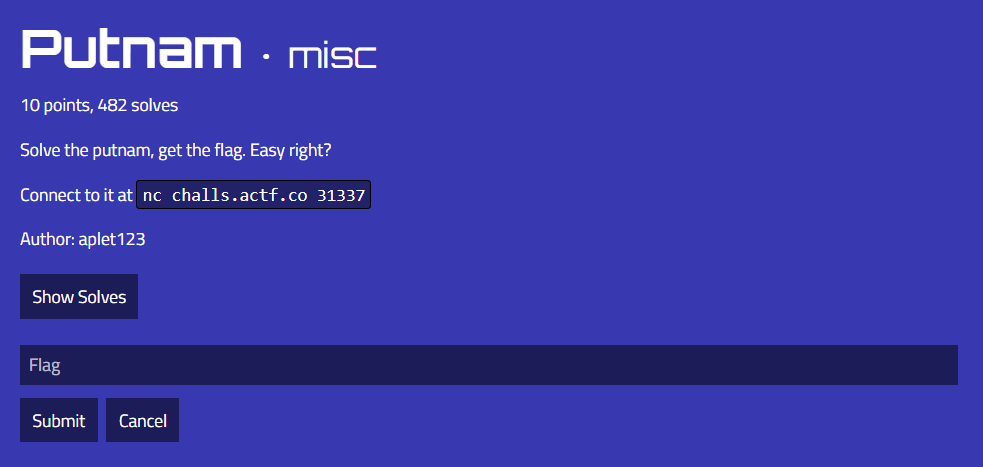 Putnam · misc
10 points, 482 solves
Solve the putnam, get the flag. Easy right?
Connect to it at nc challs.actf.co 31337
Author: aplet123
Show Solves
Flag
Submit Cancel